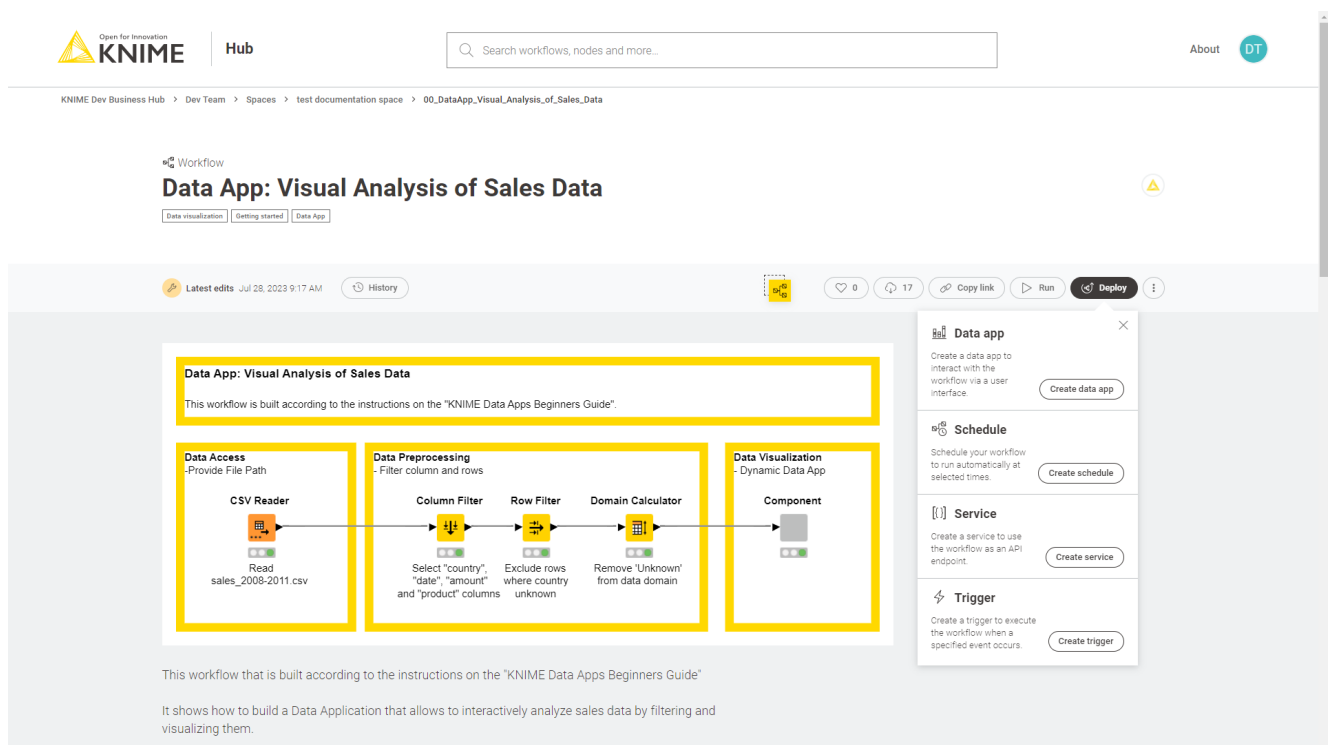 Open for Innovation
KNIME
Hub
Search workflows, nodes and more...
About
DT
KNIME Dev Business Hub > Dev Team > Spaces > test documentation space > 00_DataApp_Visual_Analysis_of_Sales_Data
Workflow
Data App: Visual Analysis of Sales Data
Data visualization
Getting started
Data App
Latest edits Jul 28, 2023 9:17 AM
History
0
17
Copy link
Run
Deploy
Data App: Visual Analysis of Sales Data
This workflow is built according to the instructions on the "KNIME Data Apps Beginners Guide".
Data Access
-Provide File Path
CSV Reader
Read
sales_2008-2011.csv
Data Preprocessing
- Filter column and rows
Column Filter
Select "country",
"date", "amount"
and "product" columns
Row Filter
Exclude rows
where country
unknown
Domain Calculator
Remove 'Unknown'
from data domain
Data Visualization
- Dynamic Data App
Component
Data app
Create a data app to
interact with the
workflow via a user
interface.
Create data app
Schedule
Schedule your workflow
to run automatically at
selected times.
Create schedule
Service
Create a service to use
the workflow as an API
endpoint.
Create service
Trigger
Create a trigger to execute
the workflow when a
specified event occurs.
Create trigger
This workflow that is built according to the instructions on the "KNIME Data Apps Beginners Guide"
It shows how to build a Data Application that allows to interactively analyze sales data by filtering and
visualizing them.